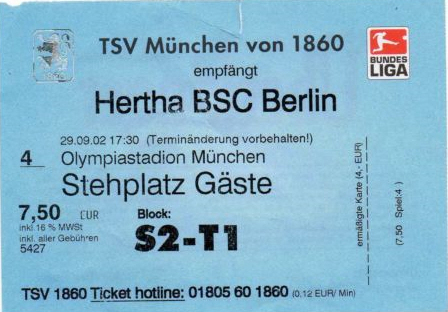 TSV München von 1860
empfängt
Hertha BSC Berlin
BUNDES
LIGA
29.09.02 17:30 (Terminänderung vorbehalten!)
4 Olympiastadion München
Stehplatz Gäste
7,50 EUR
inkl.16 % MWSt
inkl. aller Gebühren
5427
Block:
S2-T1
ermäßigte Karte (4,- EUR)
(7,50 Spiel:4 )
TSV 1860 Ticket hotline: 01805 60 1860 (0.12 EUR/ Min)